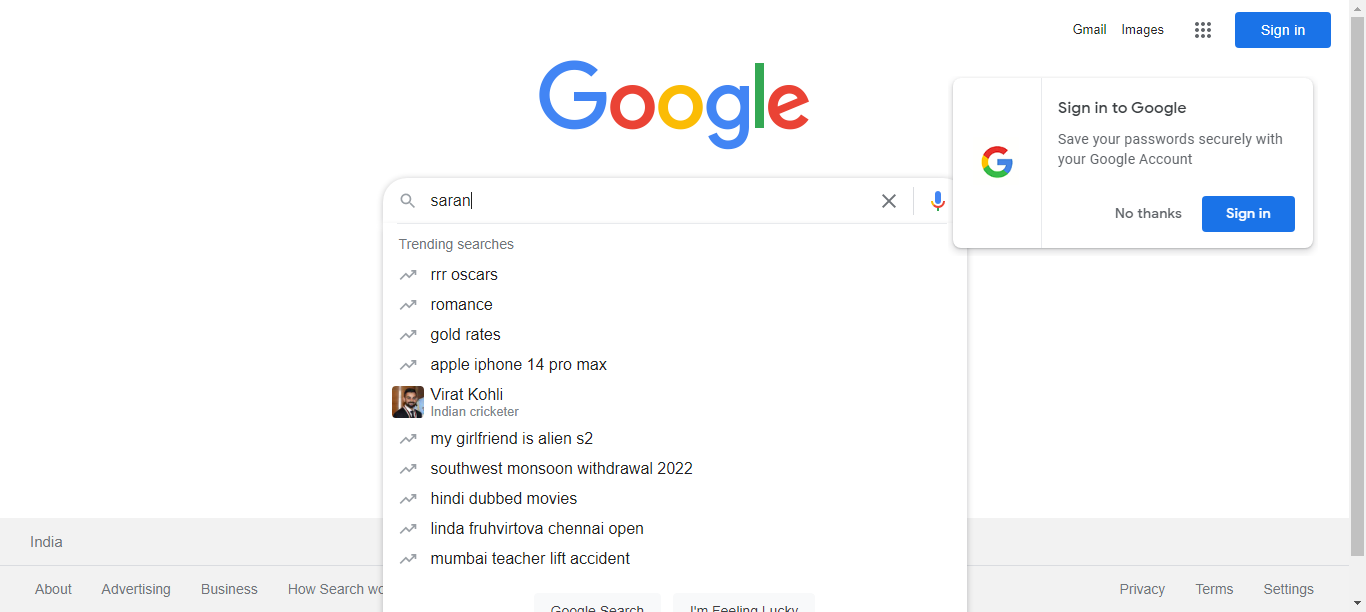 Gmail Images Sign in
Google
Sign in to Google
Save your passwords securely with
your Google Account
No thanks Sign in
saran
Trending searches
rrr oscars
romance
gold rates
apple iphone 14 pro max
Virat Kohli
Indian cricketer
my girlfriend is alien s2
southwest monsoon withdrawal 2022
hindi dubbed movies
linda fruhvirtova chennai open
mumbai teacher lift accident
Google Search I'm Feeling Lucky
India
About Advertising Business How Search wo
Privacy Terms Settings